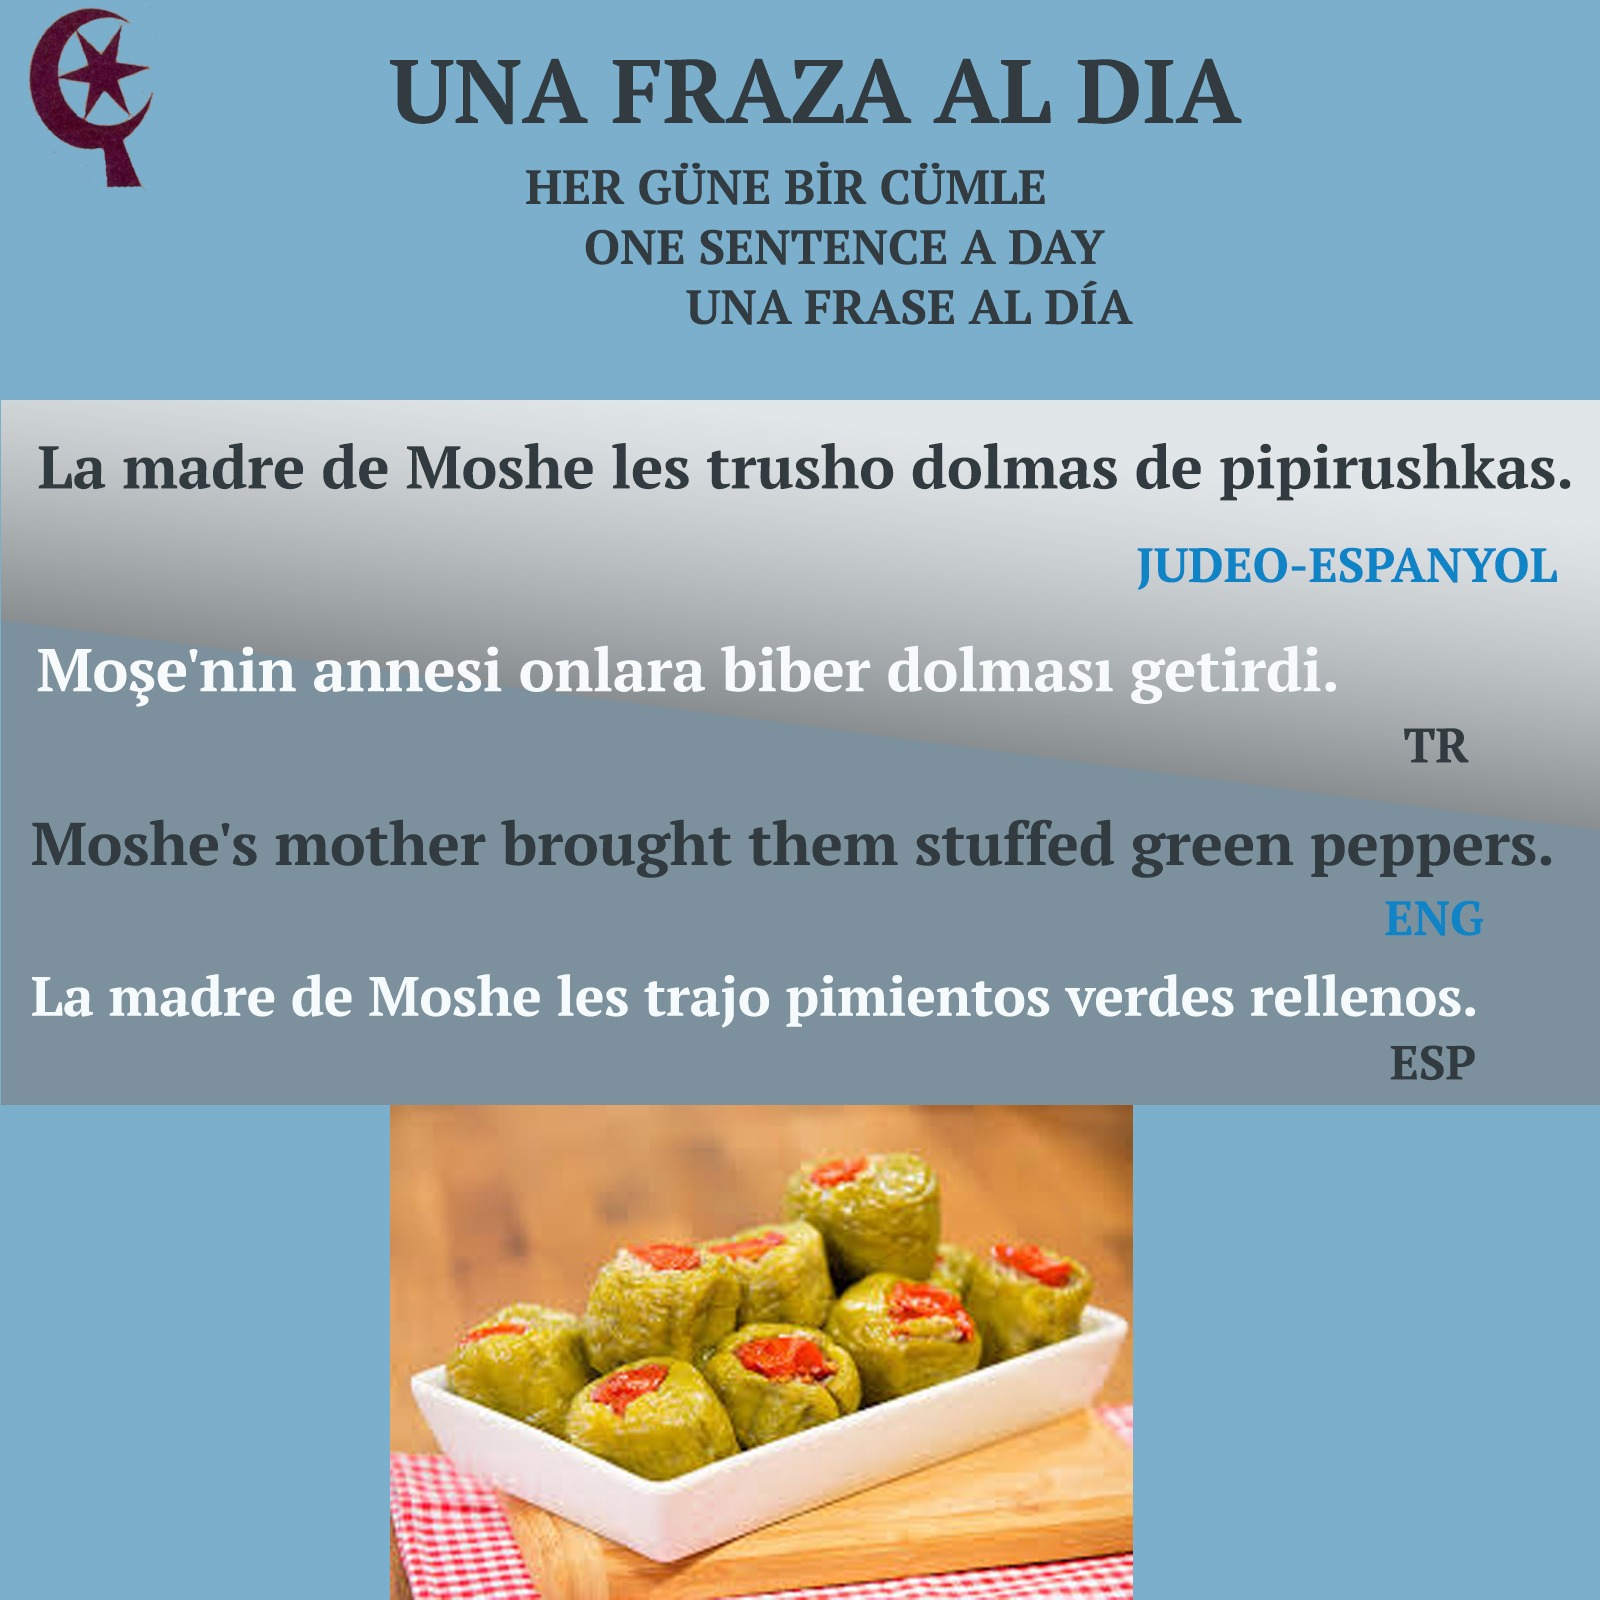 UNA FRAZA AL DIA
HER GÜNE BİR CÜMLE
ONE SENTENCE A DAY
UNA FRASE AL DÍA
La madre de Moshe les trusho dolmas de pipirushkas.
JUDEO-ESPANYOL
Moşe'nin annesi onlara biber dolması getirdi.
TR
Moshe's mother brought them stuffed green peppers.
ENG
La madre de Moshe les trajo pimientos verdes rellenos.
ESP